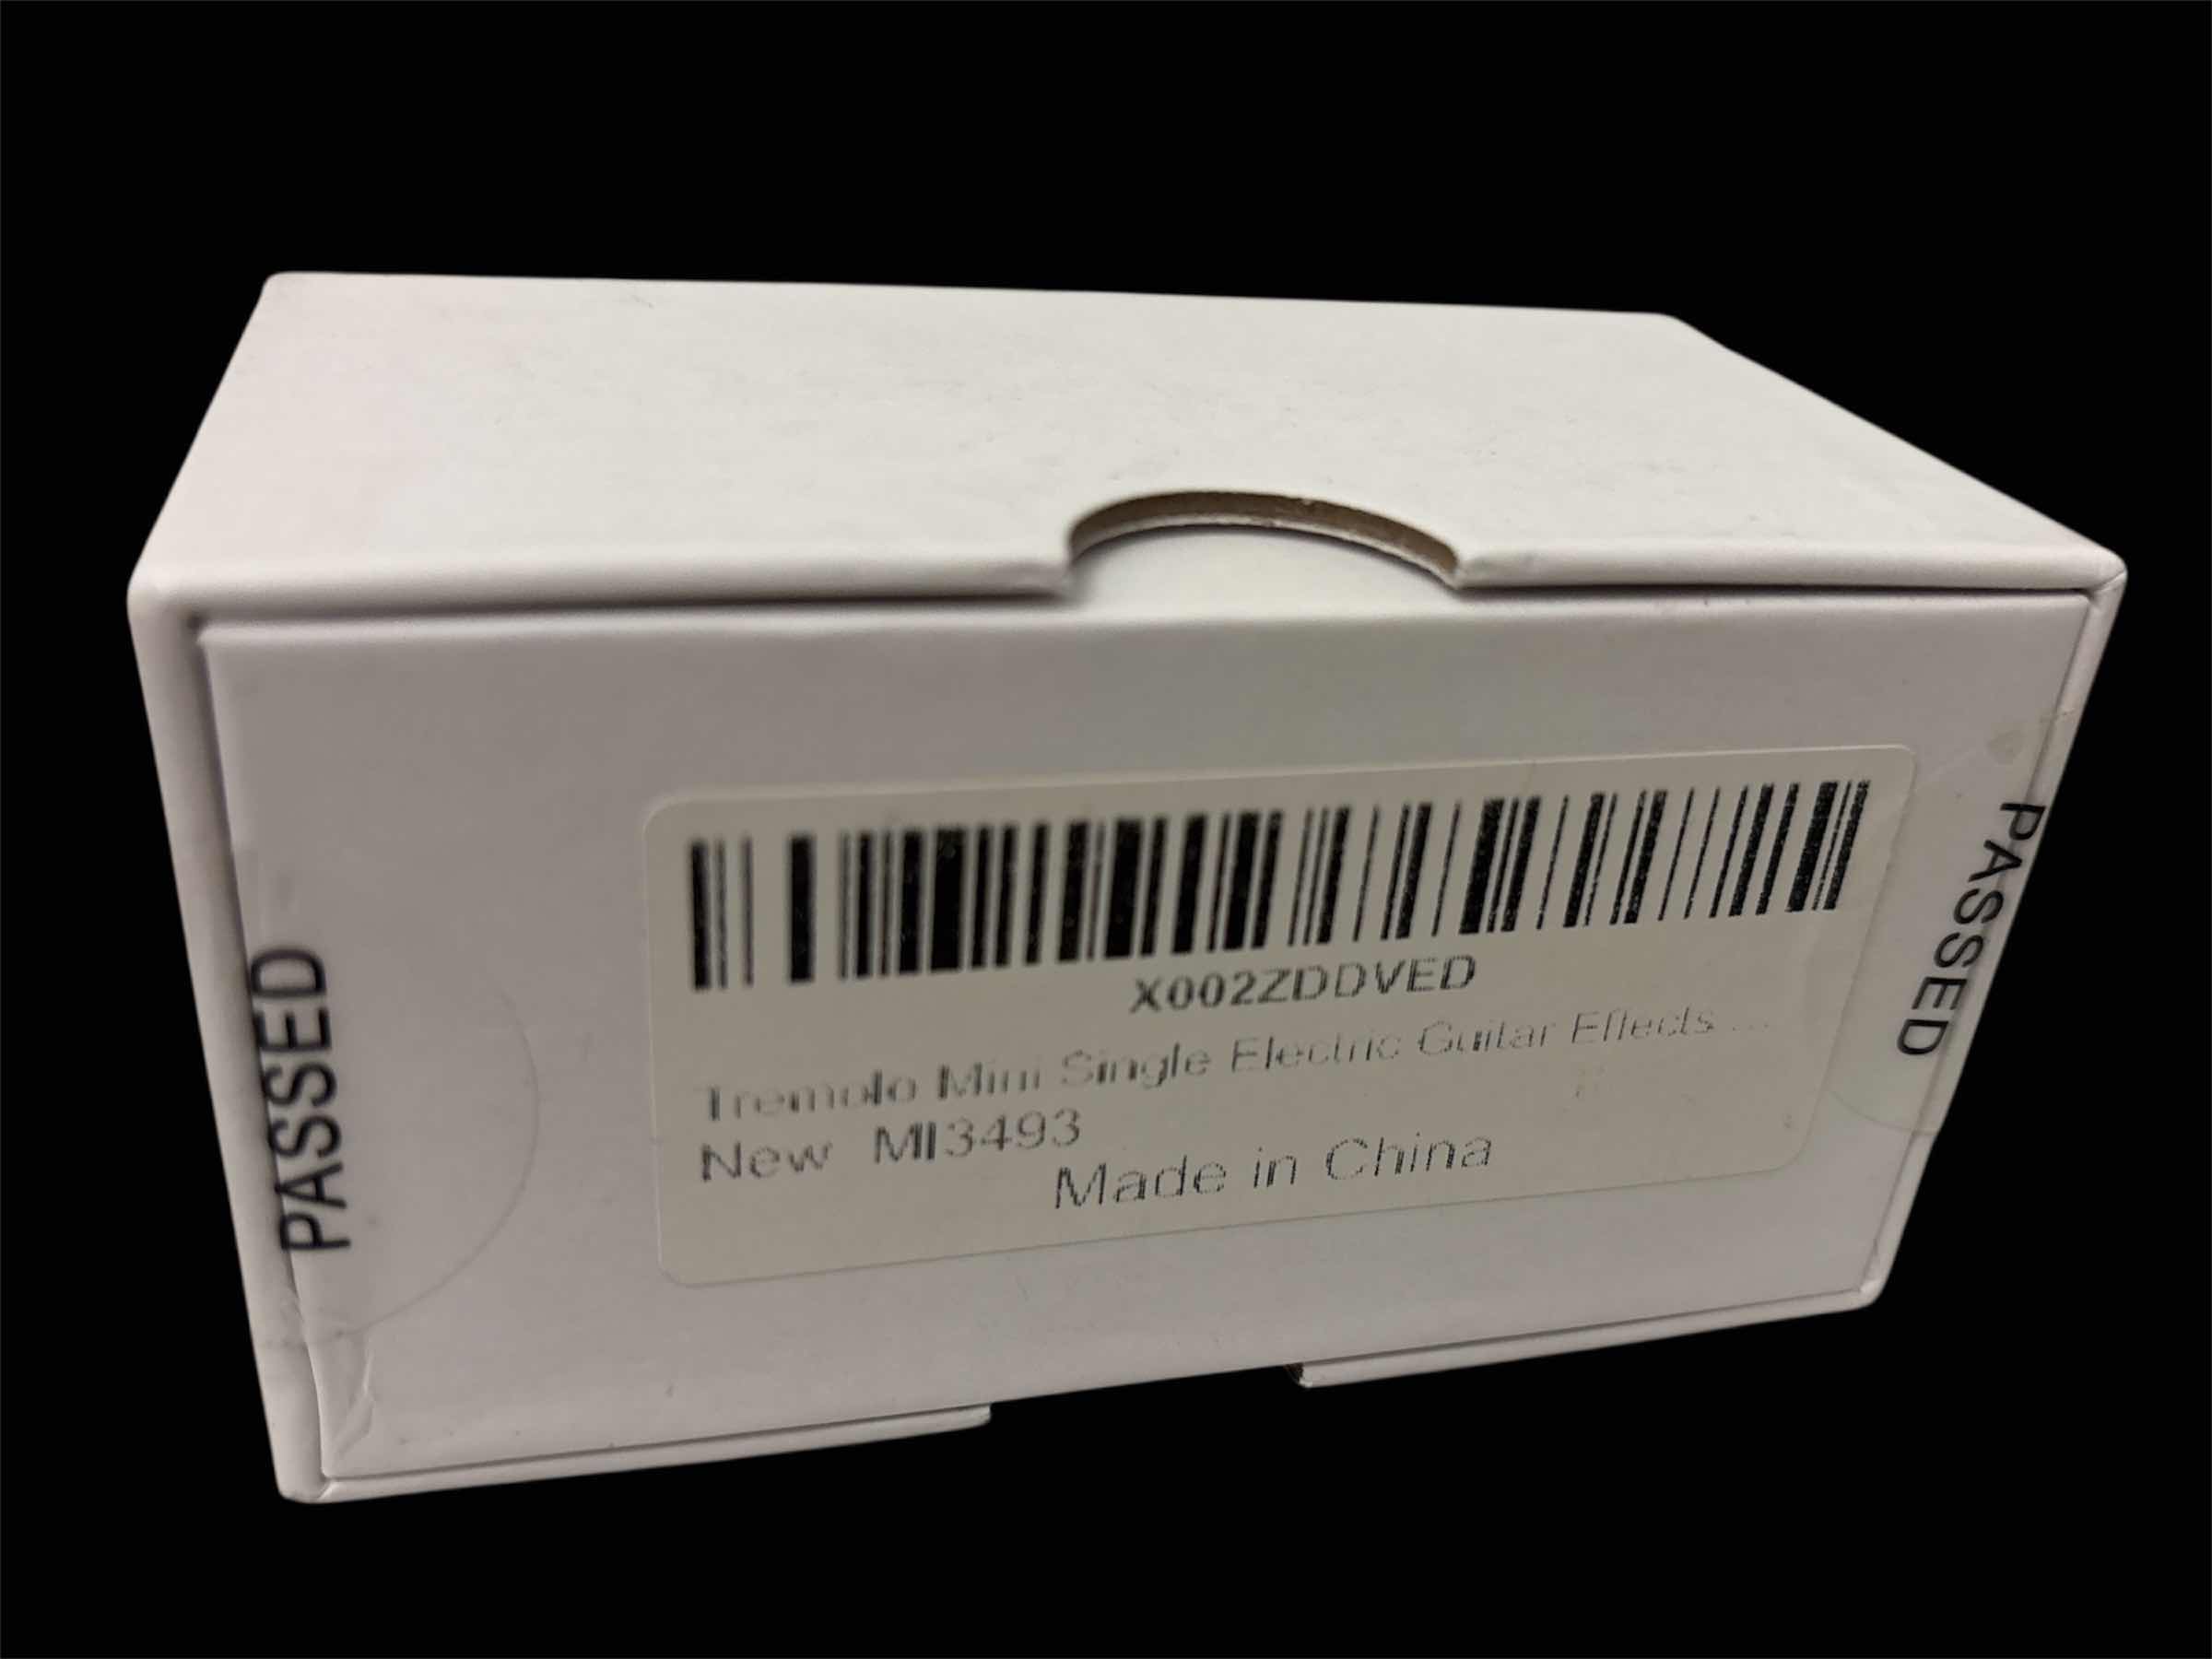 X002ZDDVED
Tremolo Mini Single Electric Guitar Effects ...
New MI3493
Made in China
PASSED
PASSED